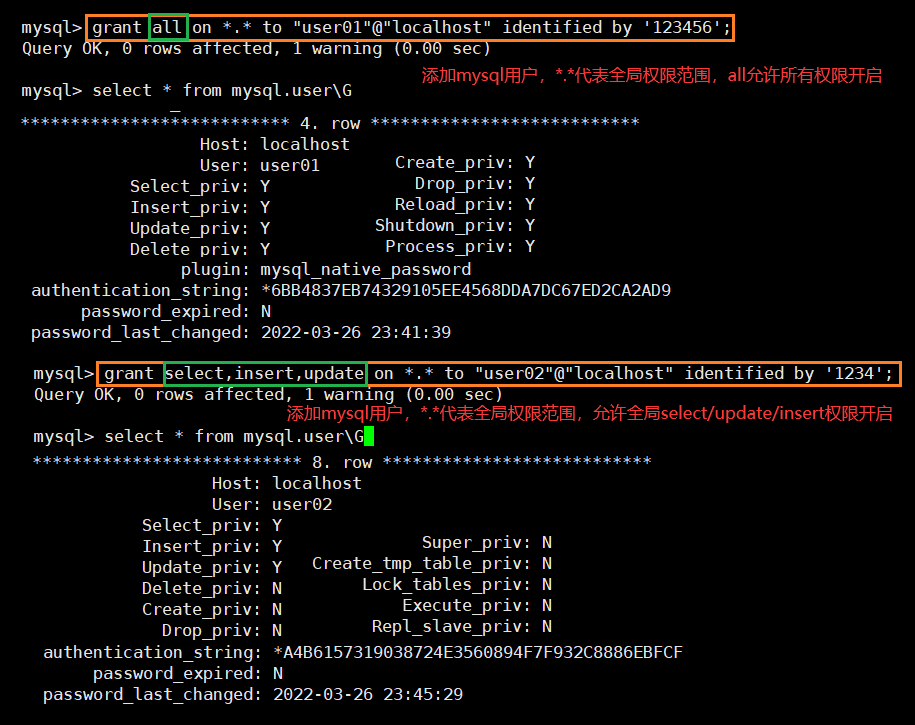 mysql> grant all on *.* to "user01"@"localhost" identified by '123456';
Query OK, 0 rows affected, 1 warning (0.00 sec)
添加mysql用户，*.*代表全局权限范围，all允许所有权限开启
mysql> select * from mysql.user\G
*************************** 4. row ***************************
Host: localhost
User: user01
Create_priv: Y
Select_priv: Y
Drop_priv: Y
Insert_priv: Y
Reload_priv: Y
Update_priv: Y
Shutdown_priv: Y
Delete priv: Y
Process_priv: Y
plugin: mysql_native_password
authentication_string: *6BB4837EB74329105EE4568DDA7DC67ED2CA2AD9
password_expired: N
password_last_changed: 2022-03-26 23:41:39
mysql> grant select,insert,update on *.* to "user02"@"localhost" identified by '1234';
Query OK, 0 rows affected, 1 warning (0.00 sec)
添加mysql用户，*.*代表全局权限范围，允许全局select/update/insert权限开启
mysql> select * from mysql.user\G
*************************** 8. row ***************************
Host: localhost
User: user02
Select_priv: Y
Insert_priv: Y
Super_priv: N
Update_priv: Y
Create_tmp_table_priv: N
Delete_priv: N
Lock_tables_priv: N
Create_priv: N
Execute_priv: N
Drop_priv: N
Repl_slave_priv: N
authentication_string: *A4B6157319038724E3560894F7F932C8886EBFCF
password_expired: N
password_last_changed: 2022-03-26 23:45:29